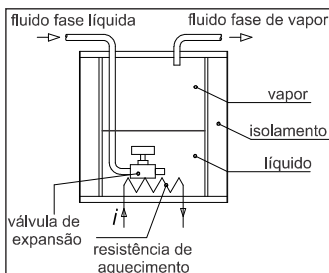 fluido fase líquida
fluido fase de vapor
vapor
isolamento
líquido
válvula de
expansão
i
resistência de
aquecimento